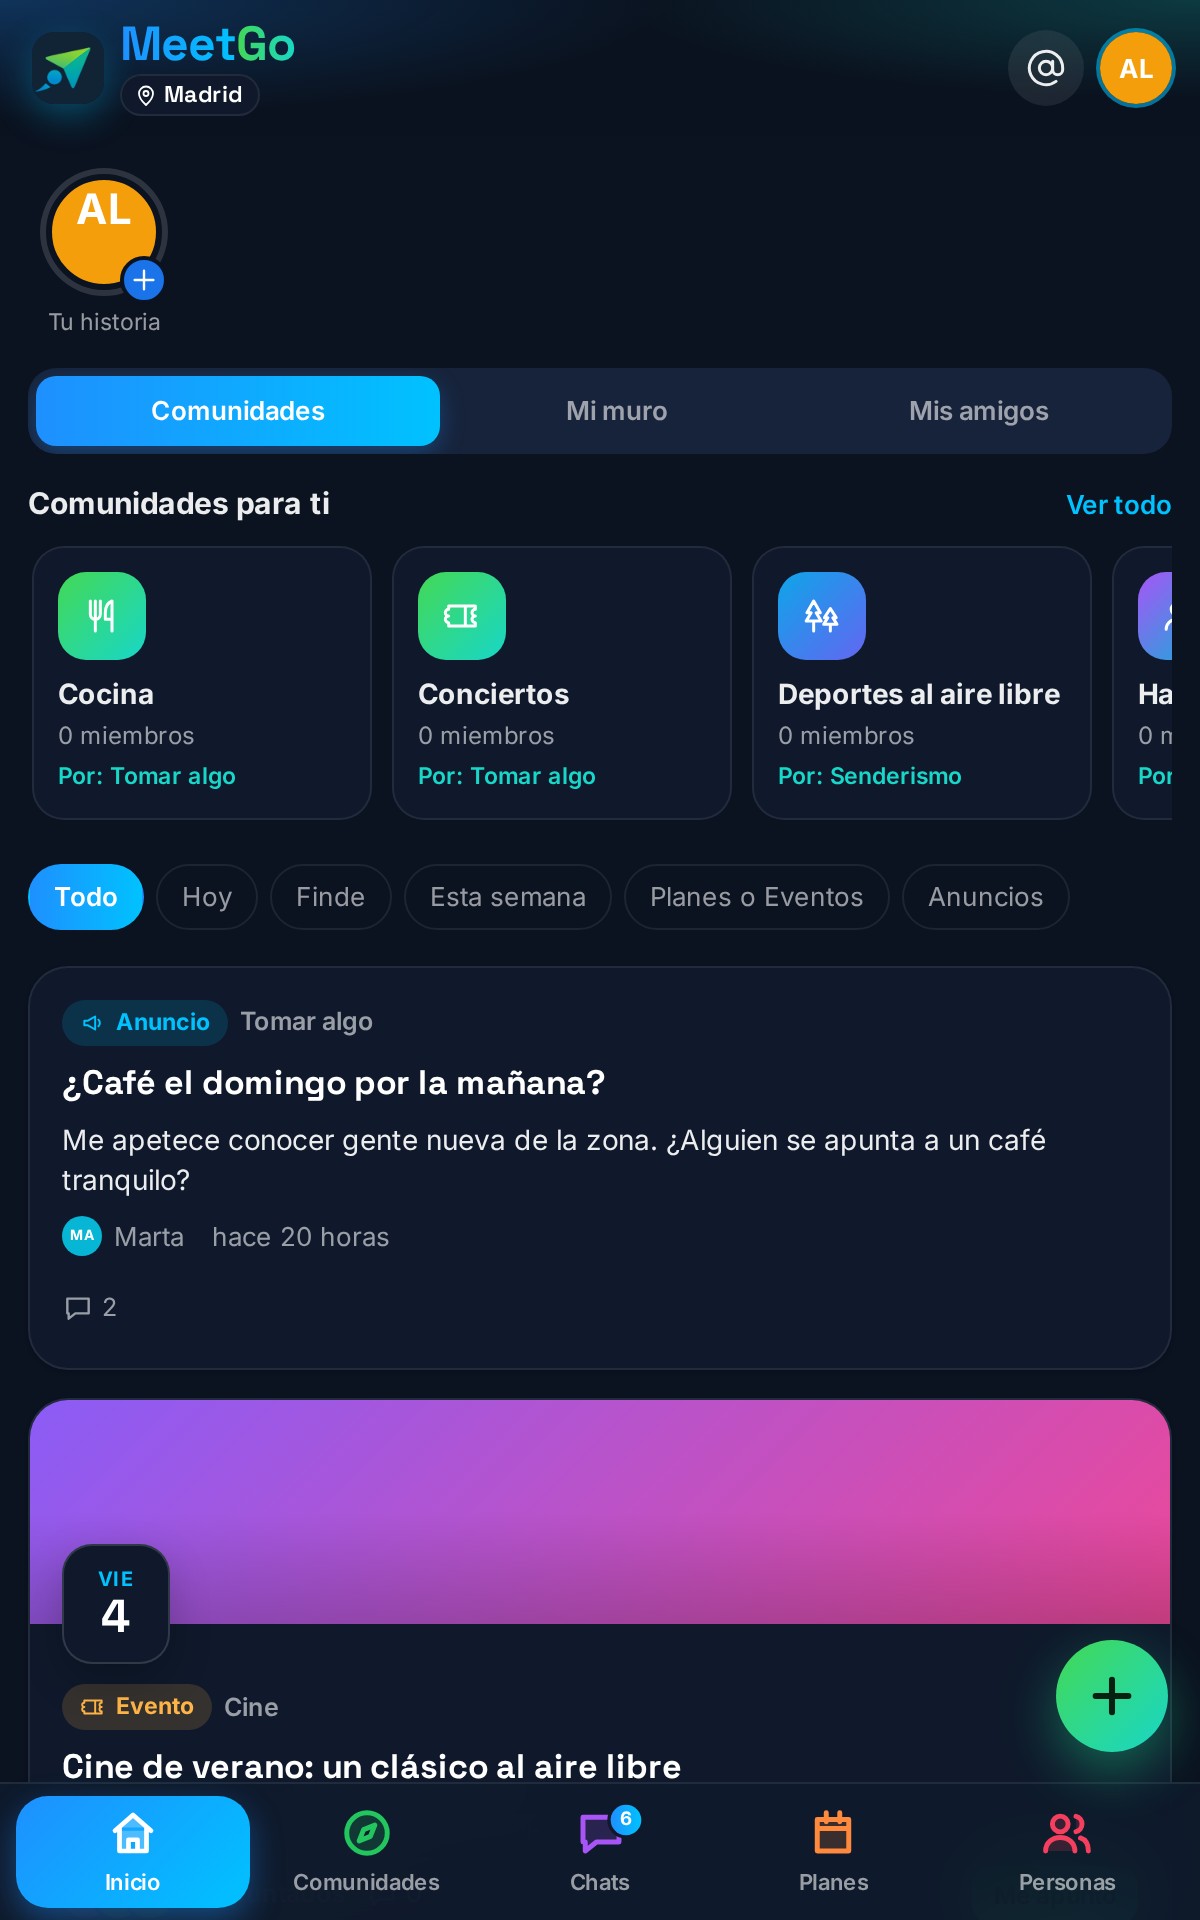 MeetGo
Madrid
@
AL
AL
Tu historia
Comunidades
Mi muro
Mis amigos
Comunidades para ti
Ver todo
Cocina
0 miembros
Por: Tomar algo
Conciertos
0 miembros
Por: Tomar algo
Deportes al aire libre
0 miembros
Por: Senderismo
Ha
0 m
Por
Todo
Hoy
Finde
Esta semana
Planes o Eventos
Anuncios
Anuncio
Tomar algo
¿Café el domingo por la mañana?
Me apetece conocer gente nueva de la zona. ¿Alguien se apunta a un café
tranquilo?
MA
Marta
hace 20 horas
2
VIE
4
Evento
Cine
Cine de verano: un clásico al aire libre
Inicio
Comunidades
6
Chats
Planes
Personas